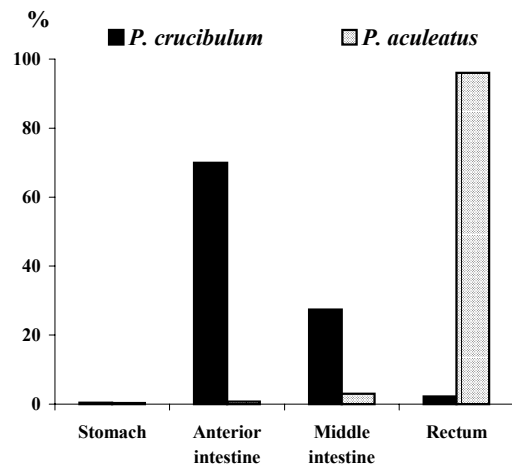 %
P. crucibulum P. aculeatus
100
80
60
40
20
0
Stomach Anterior Middle Rectum
intestine intestine